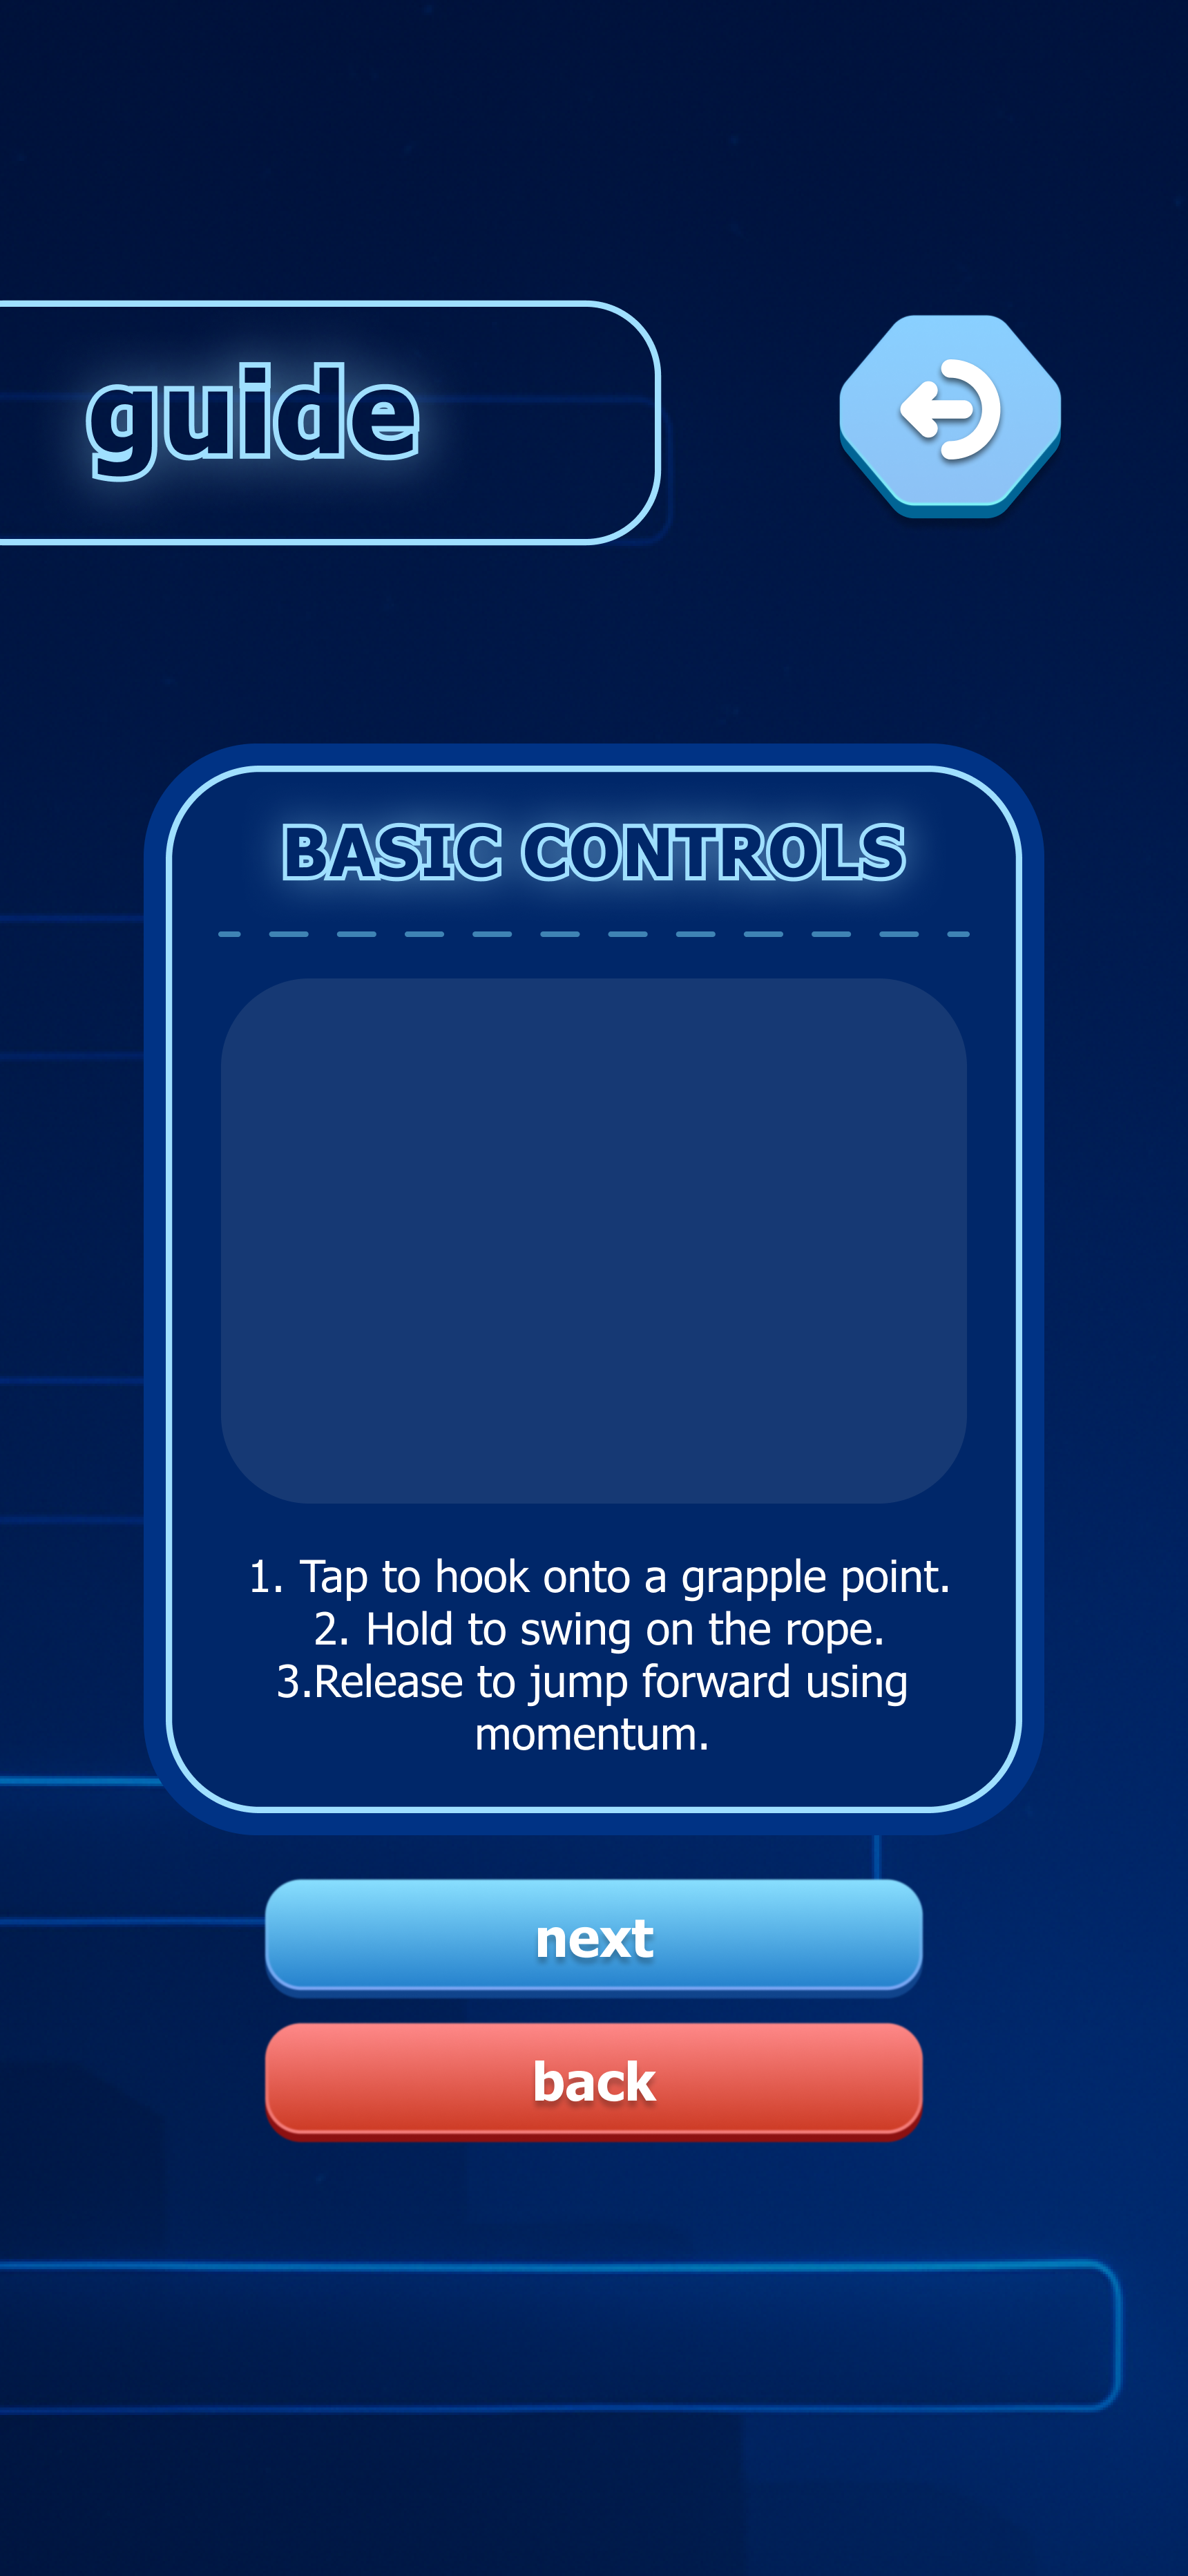 guide
BASIC CONTROLS
1. Tap to hook onto a grapple point.
2. Hold to swing on the rope.
3.Release to jump forward using
momentum.
next
back